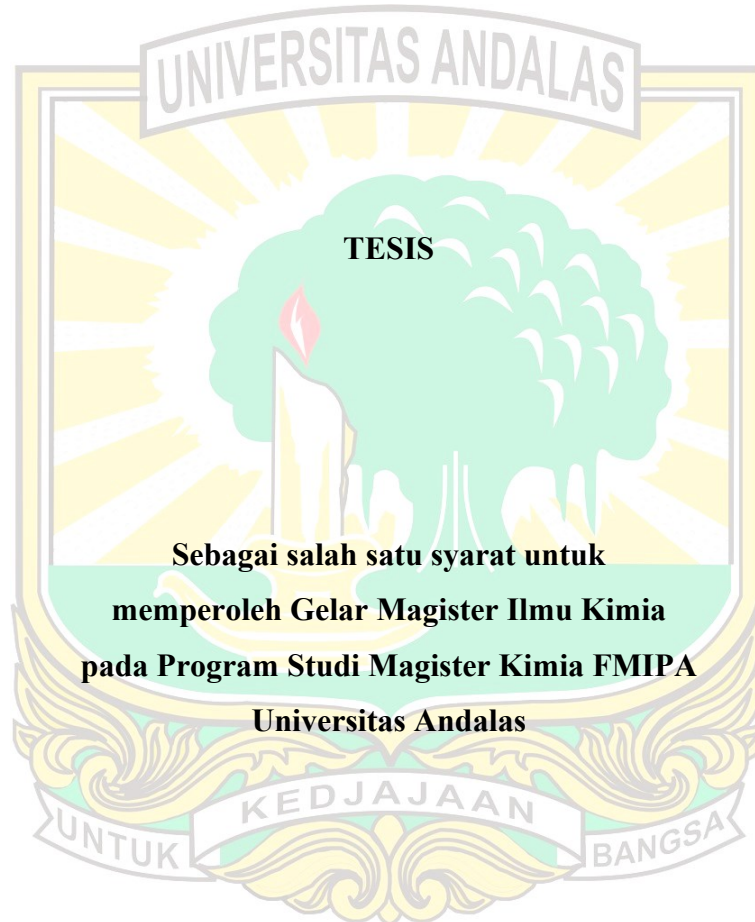 UNIVERSITAS ANDALAS
TESIS
Sebagai salah satu syarat untuk
memperoleh Gelar Magister Ilmu Kimia
pada Program Studi Magister Kimia FMIPA
Universitas Andalas
UNTUK KEDJAJAAN BANGSA